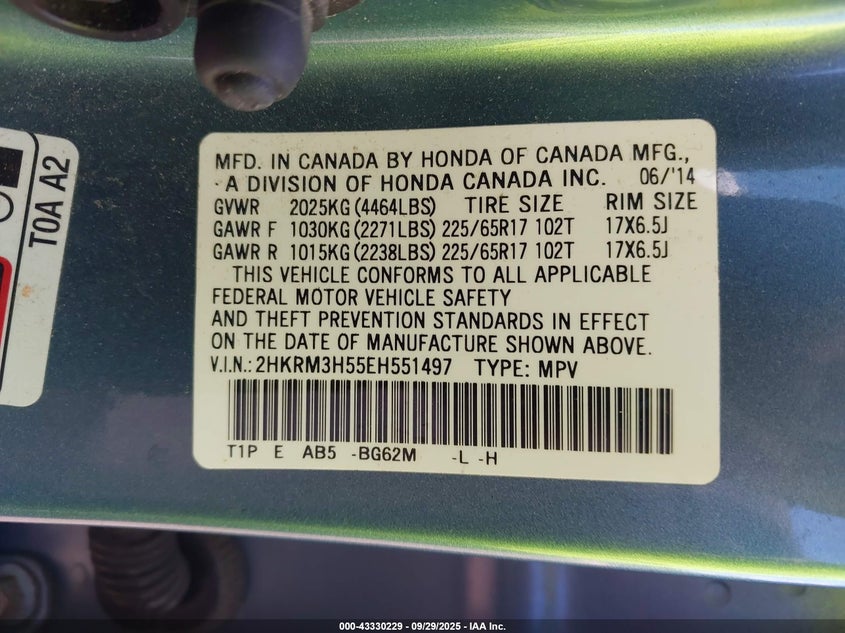 T0A A2
MFD. IN CANADA BY HONDA OF CANADA MFG.,
A DIVISION OF HONDA CANADA INC. 06/'14
GVWR 2025KG (4464LBS) TIRE SIZE RIM SIZE
GAWR F 1030KG (2271LBS) 225/65R17 102T 17X6.5J
GAWR R 1015KG (2238LBS) 225/65R17 102T 17X6.5J
THIS VEHICLE CONFORMS TO ALL APPLICABLE
FEDERAL MOTOR VEHICLE SAFETY
AND THEFT PREVENTION STANDARDS IN EFFECT
ON THE DATE OF MANUFACTURE SHOWN ABOVE.
V.I.N.: 2HKRM3H55EH551497 TYPE: MPV
T1P E AB5 -BG62M -L -H
000-43330229 - 09/29/2025 - IAA Inc.